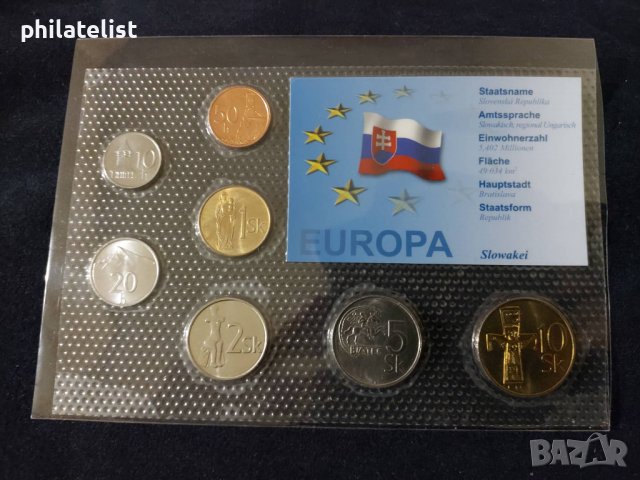 philatelist
50
10
h
20
h
1
Sk
2 Sk
5
Sk
10
SK
Staatsname
Slovenská Republika
Amtssprache
Slowakisch; regional Ungarisch
Einwohnerzahl
5,402 Millionen
Fläche
49 034 km²
Hauptstadt
Bratislava
Staatsform
Republik
EUROPA
Slowakei
BAZAR